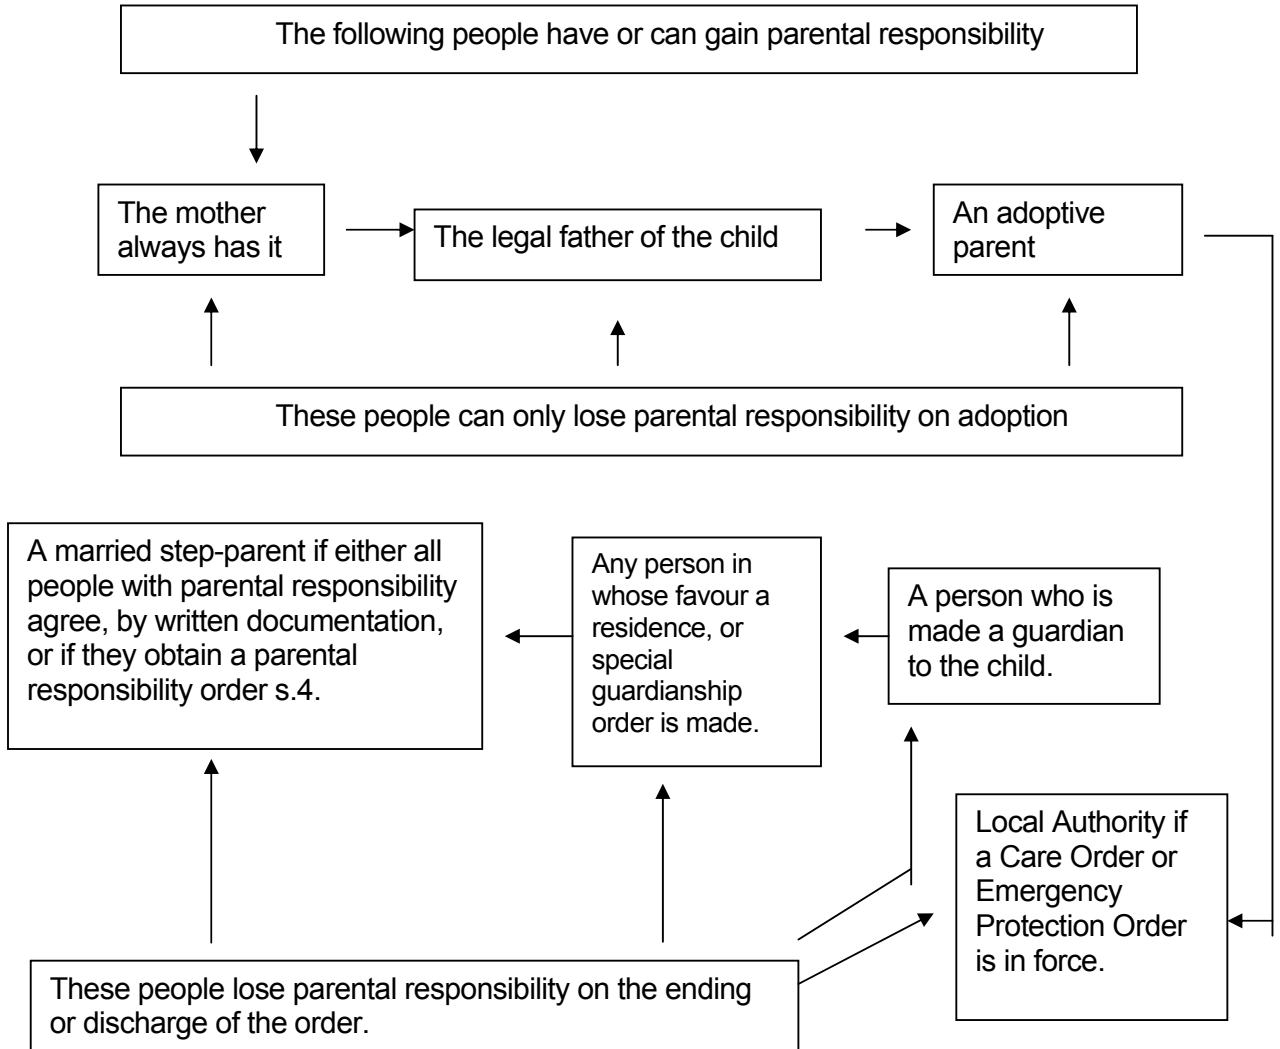 The following people have or can gain parental responsibility
The mother
always has it
The legal father of the child
An adoptive
parent
These people can only lose parental responsibility on adoption
A married step-parent if either all
people with parental responsibility
agree, by written documentation,
or if they obtain a parental
responsibility order s.4.
Any person in
whose favour a
residence, or
special
guardianship
order is made.
A person who is
made a guardian
to the child.
Local Authority if
a Care Order or
Emergency
Protection Order
is in force.
These people lose parental responsibility on the ending
or discharge of the order.